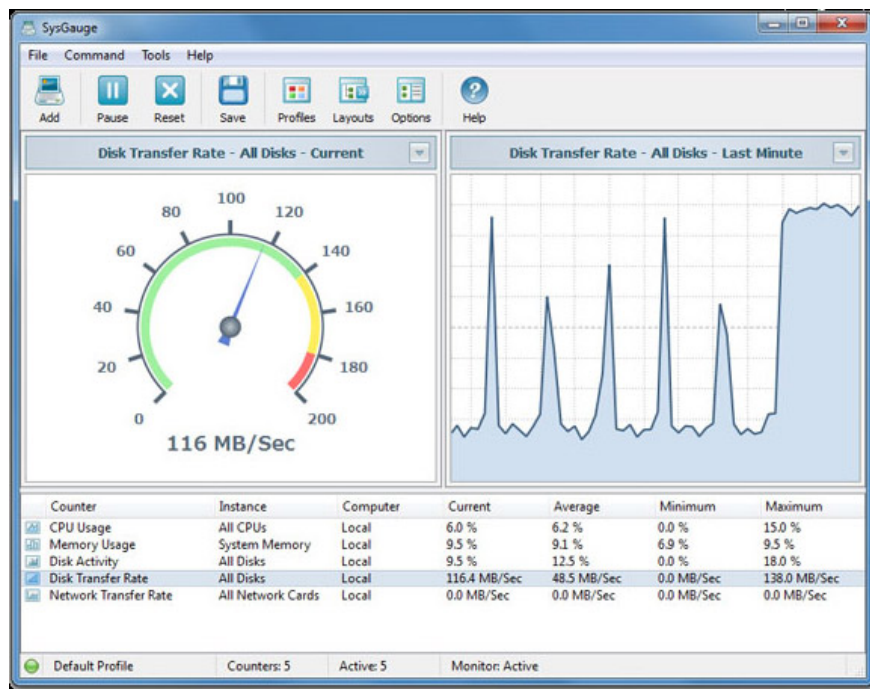 SysGauge
File Command Tools Help
Add Pause Reset Save Profiles Layouts Options Help
Disk Transfer Rate - All Disks - Current
Disk Transfer Rate - All Disks - Last Minute
0
20
40
60
80
100
120
140
160
180
200
116 MB/Sec
Counter Instance Computer Current Average Minimum Maximum
CPU Usage All CPUs Local 6.0 % 6.2 % 0.0 % 15.0 %
Memory Usage System Memory Local 9.5 % 9.1 % 6.9 % 9.5 %
Disk Activity All Disks Local 9.5 % 12.5 % 0.0 % 18.0 %
Disk Transfer Rate All Disks Local 116.4 MB/Sec 48.5 MB/Sec 0.0 MB/Sec 138.0 MB/Sec
Network Transfer Rate All Network Cards Local 0.0 MB/Sec 0.0 MB/Sec 0.0 MB/Sec 0.0 MB/Sec
Default Profile Counters: 5 Active: 5 Monitor: Active